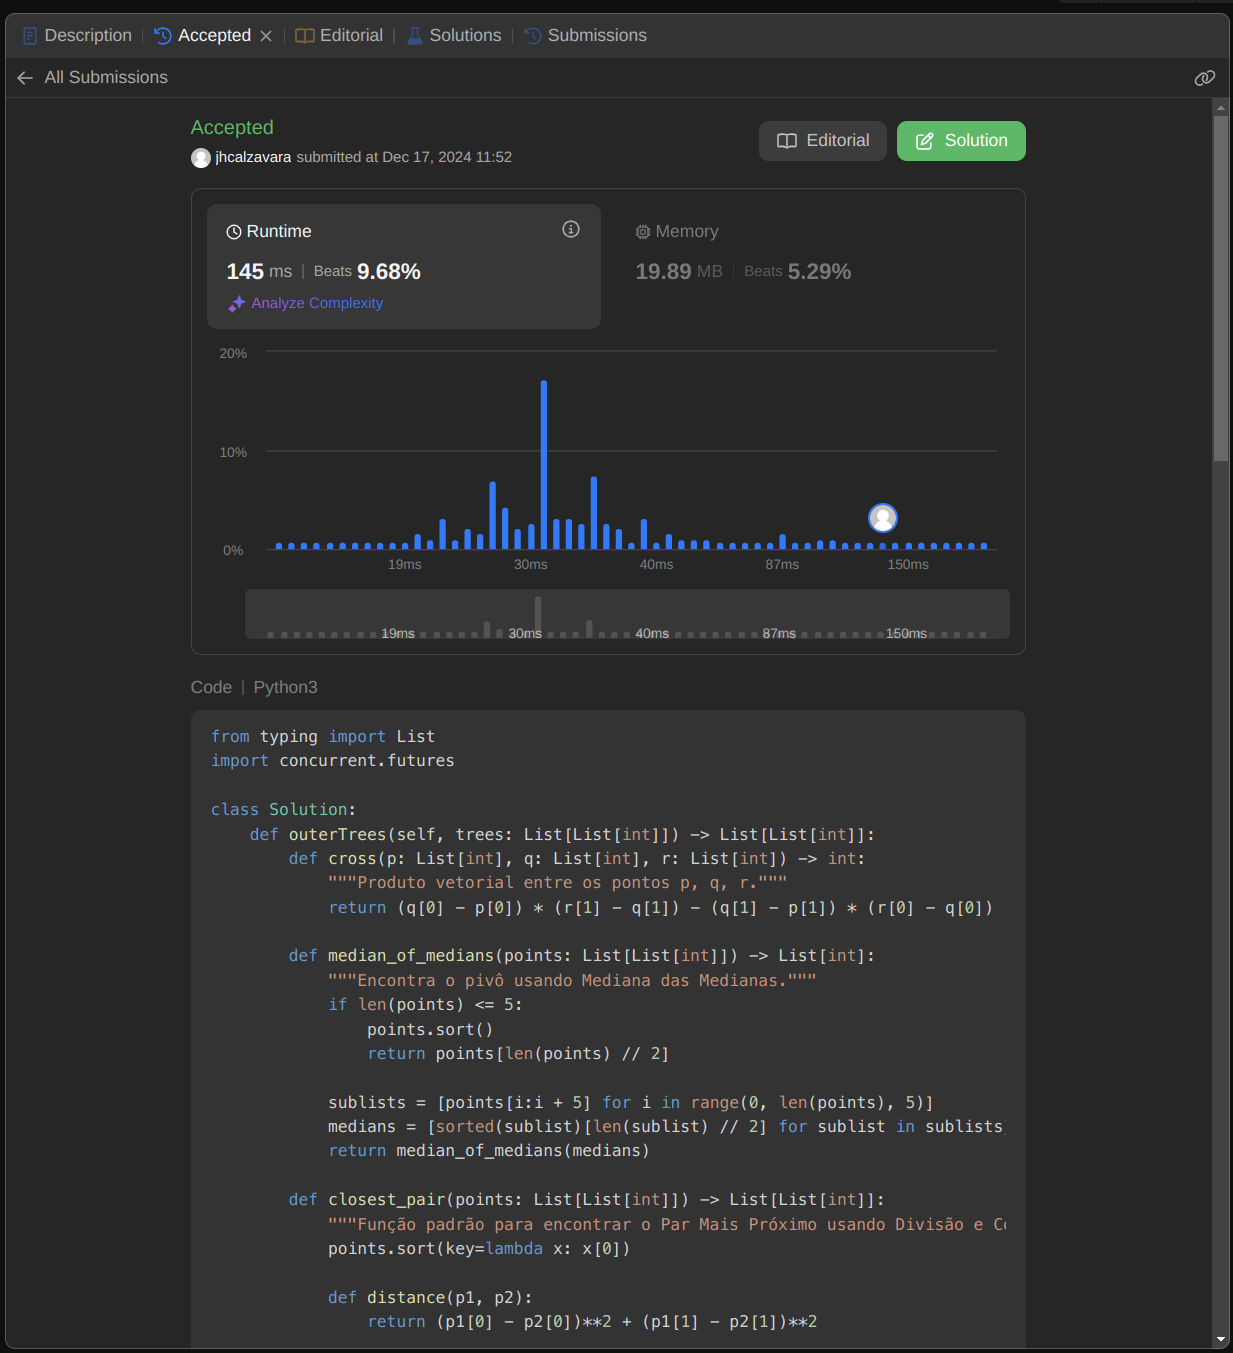 Description | Accepted | Editorial | Solutions | Submissions
All Submissions
Accepted
jhcalzavara submitted at Dec 17, 2024 11:52
Editorial
Solution
Runtime
145 ms | Beats 9.68%
Analyze Complexity
Memory
19.89 MB | Beats 5.29%
20%
10%
0%
19ms 30ms 40ms 87ms 150ms
19ms 30ms 40ms 87ms 150ms
Code | Python3
from typing import List
import concurrent.futures
class Solution:
    def outerTrees(self, trees: List[List[int]]) -> List[List[int]]:
        def cross(p: List[int], q: List[int], r: List[int]) -> int:
            """Produto vetorial entre os pontos p, q, r."""
            return (q[0] - p[0]) * (r[1] - q[1]) - (q[1] - p[1]) * (r[0] - q[0])
        def median_of_medians(points: List[List[int]]) -> List[int]:
            """Encontra o pivô usando Mediana das Medianas."""
            if len(points) <= 5:
                points.sort()
                return points[len(points) // 2]
            sublists = [points[i:i + 5] for i in range(0, len(points), 5)]
            medians = [sorted(sublist)[len(sublist) // 2] for sublist in sublists
            return median_of_medians(medians)
        def closest_pair(points: List[List[int]]) -> List[List[int]]:
            """Função padrão para encontrar o Par Mais Próximo usando Divisão e
            points.sort(key=lambda x: x[0])
            def distance(p1, p2):
                return (p1[0] - p2[0])**2 + (p1[1] - p2[1])**2